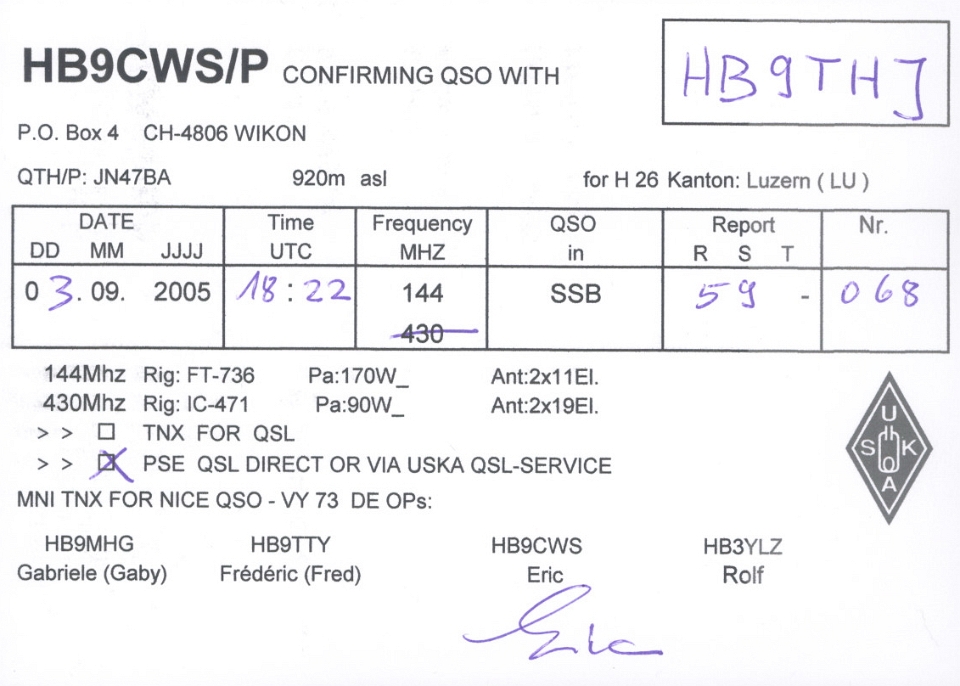 HB9CWS/P CONFIRMING QSO WITH HB9THJ
P.O. Box 4 CH-4806 WIKON
QTH/P: JN47BA 920m asl for H 26 Kanton: Luzern ( LU )
DATE Time Frequency QSO Report Nr.
DD MM JJJJ UTC MHZ in R S T
03.09. 2005 18:22 144 SSB 59 - 068
430
144Mhz Rig: FT-736 Pa:170W_ Ant:2x11El.
430Mhz Rig: IC-471 Pa:90W_ Ant:2x19El.
> > ☐ TNX FOR QSL
> > ☒ PSE QSL DIRECT OR VIA USKA QSL-SERVICE
USKA
MNI TNX FOR NICE QSO - VY 73 DE OPs:
HB9MHG HB9TTY HB9CWS HB3YLZ
Gabriele (Gaby) Frédéric (Fred) Eric Rolf
Eric